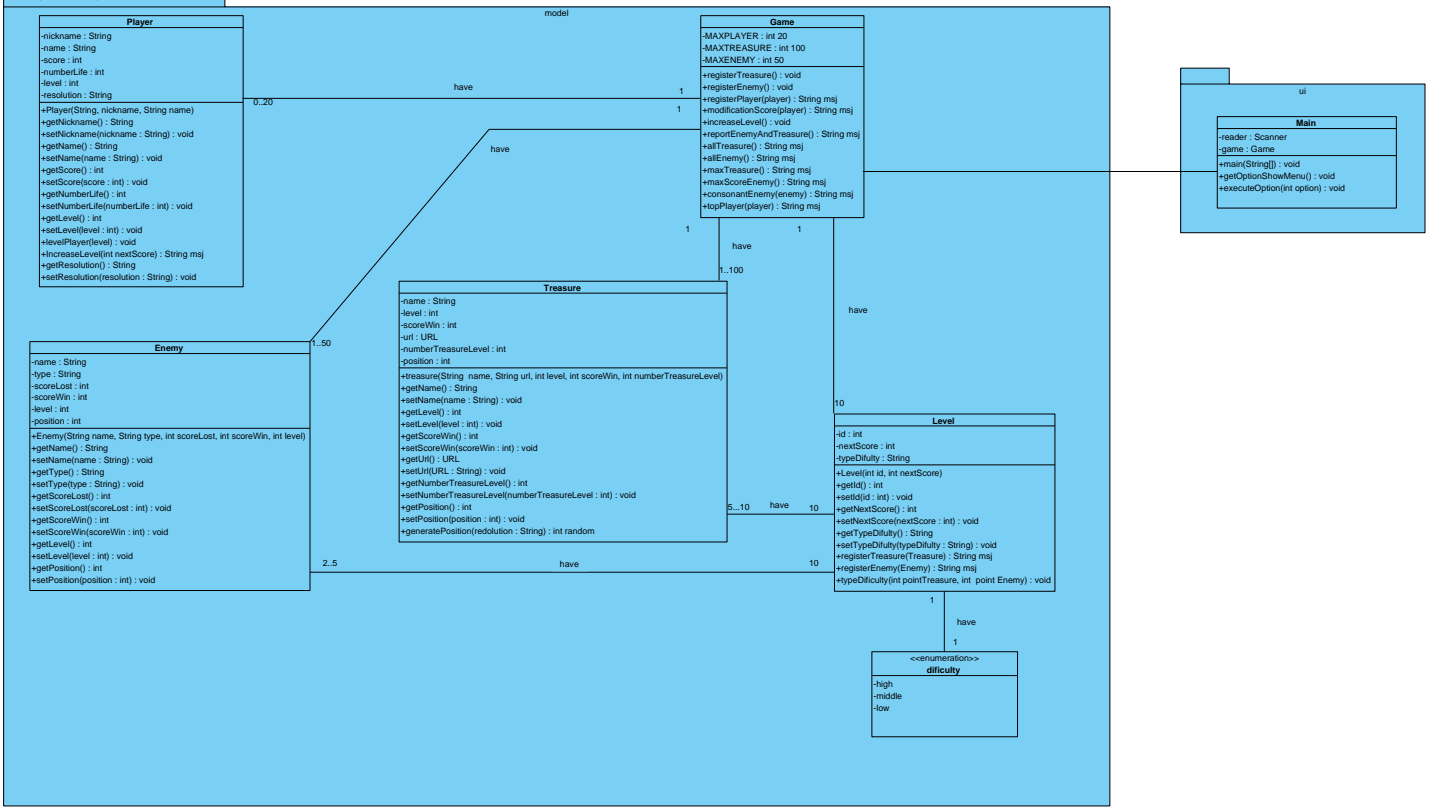 model
Player
-nickname : String
-name : String
-score : int
-numberLife : int
-level : int
-resolution : String
+Player(String, nickname, String name)
+getNickname() : String
+setNickname(nickname : String) : void
+getName() : String
+setName(name : String) : void
+getScore() : int
+setScore(score : int) : void
+getNumberLife() : int
+setNumberLife(numberLife : int) : void
+getLevel() : int
+setLevel(level : int) : void
+levelPlayer(level) : void
+IncreaseLevel(int nextScore) : String msj
+getResolution() : String
+setResolution(resolution : String) : void
0..20
have
1
1
have
Game
-MAXPLAYER : int 20
-MAXTREASURE : int 100
-MAXENEMY : int 50
+registerTreasure() : void
+registerEnemy() : void
+registerPlayer(player) : String msj
+modificationScore(player) : String msj
+increaseLevel() : void
+reportEnemyAndTreasure() : String msj
+allTreasure() : String msj
+allEnemy() : String msj
+maxTreasure() : String msj
+maxScoreEnemy() : String msj
+consonantEnemy(enemy) : String msj
+topPlayer(player) : String msj
ui
Main
-reader : Scanner
-game : Game
+main(String[]) : void
+getOptionShowMenu() : void
+executeOption(int option) : void
1
1
have
1..100
have
10
Treasure
-name : String
-level : int
-scoreWin : int
-url : URL
-numberTreasureLevel : int
-position : int
+treasure(String name, String url, int level, int scoreWin, int numberTreasureLevel)
+getName() : String
+setName(name : String) : void
+getLevel() : int
+setLevel(level : int) : void
+getScoreWin() : int
+setScoreWin(scoreWin : int) : void
+getUrl() : URL
+setUrl(URL : String) : void
+getNumberTreasureLevel() : int
+setNumberTreasureLevel(numberTreasureLevel : int) : void
+getPosition() : int
+setPosition(position : int) : void
+generatePosition(redolution : String) : int random
1..50
Enemy
-name : String
-type : String
-scoreLost : int
-scoreWin : int
-level : int
-position : int
+Enemy(String name, String type, int scoreLost, int scoreWin, int level)
+getName() : String
+setName(name : String) : void
+getType() : String
+setType(type : String) : void
+getScoreLost() : int
+setScoreLost(scoreLost : int) : void
+getScoreWin() : int
+setScoreWin(scoreWin : int) : void
+getLevel() : int
+setLevel(level : int) : void
+getPosition() : int
+setPosition(position : int) : void
5...10
have
10
2..5
have
10
Level
-id : int
-nextScore : int
-typeDifulty : String
+Level(int id, int nextScore)
+getId() : int
+setId(id : int) : void
+getNextScore() : int
+setNextScore(nextScore : int) : void
+getTypeDifulty() : String
+setTypeDifulty(typeDifulty : String) : void
+registerTreasure(Treasure) : String msj
+registerEnemy(Enemy) : String msj
+typeDificulty(int pointTreasure, int point Enemy) : void
1
have
1
<<enumeration>>
dificulty
-high
-middle
-low